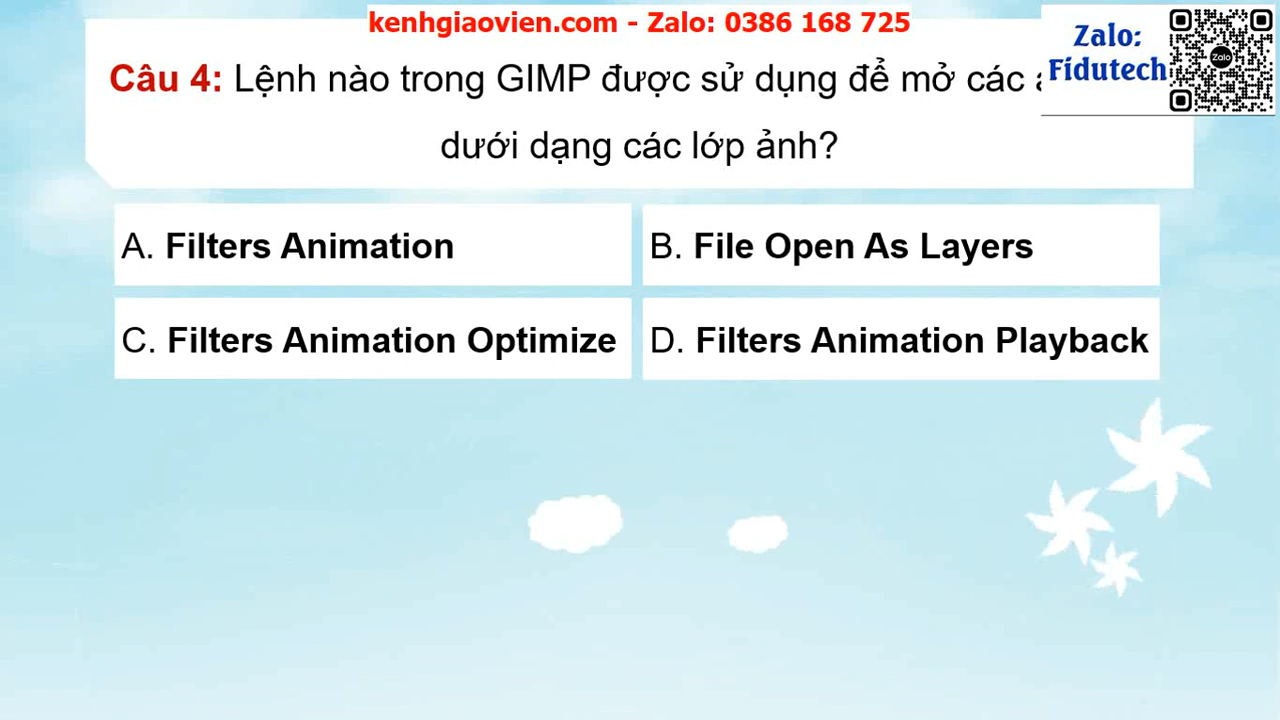 kenhgiaovien.com - Zalo: 0386 168 725
Zalo:
Fidutech
Zalo
Câu 4: Lệnh nào trong GIMP được sử dụng để mở các
dưới dạng các lớp ảnh?
A. Filters Animation
B. File Open As Layers
C. Filters Animation Optimize
D. Filters Animation Playback